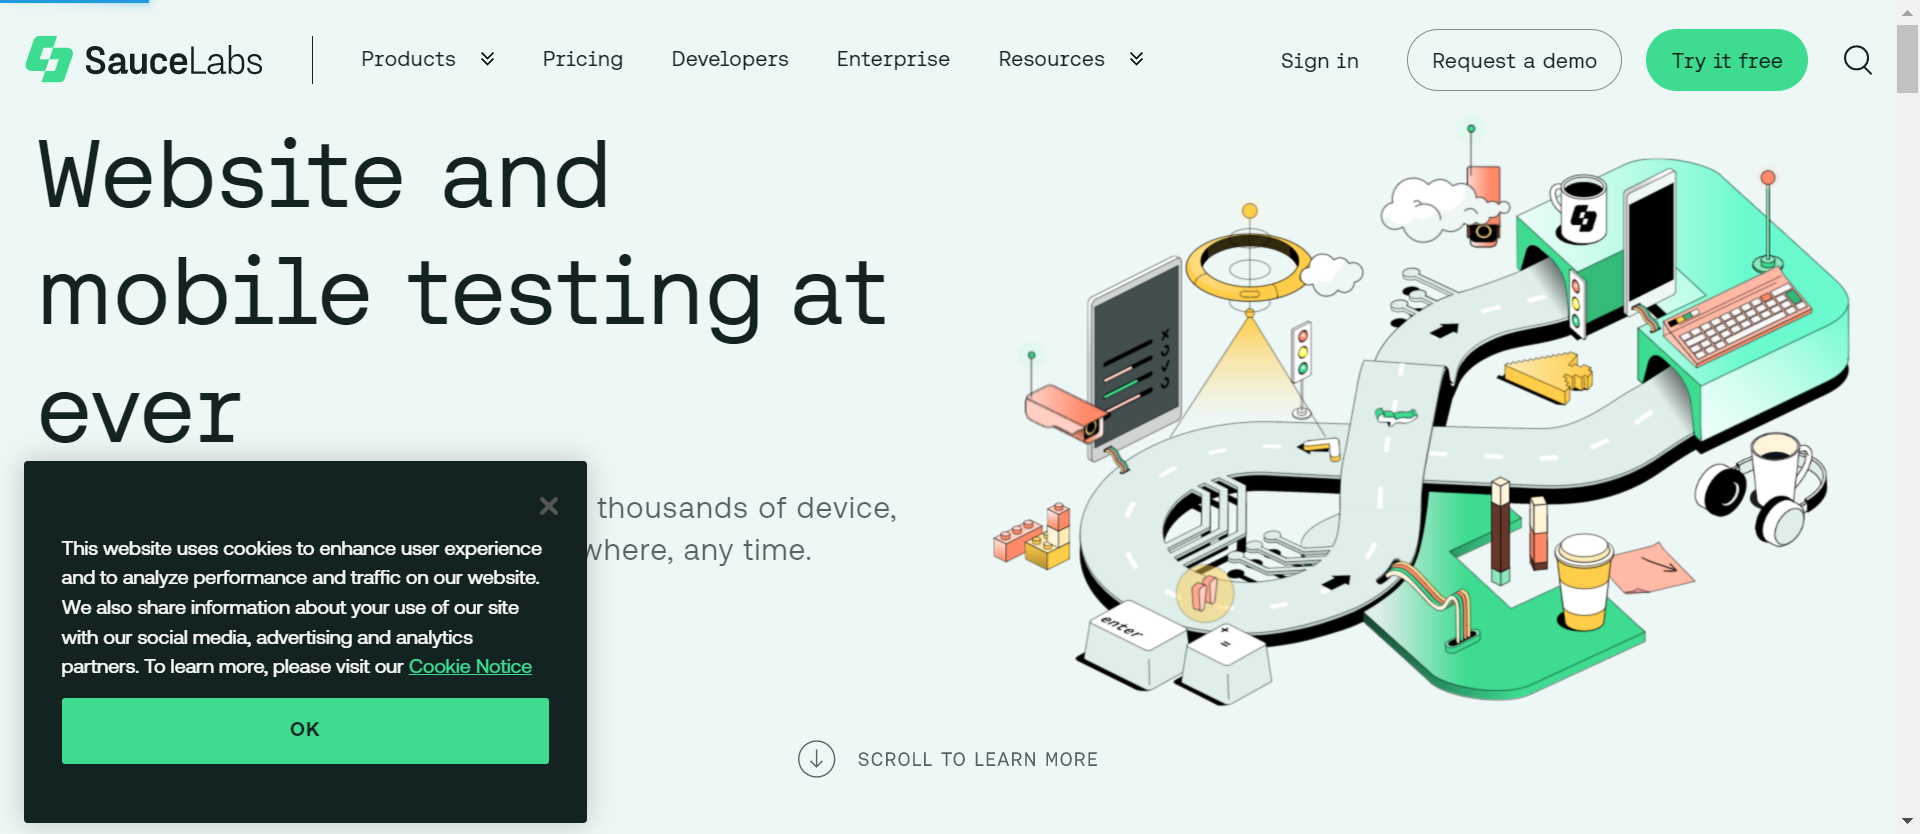 SauceLabs
Products
Pricing
Developers
Enterprise
Resources
Sign in
Request a demo
Try it free
Website and
mobile testing at
ever
thousands of device,
where, any time.
This website uses cookies to enhance user experience
and to analyze performance and traffic on our website.
We also share information about your use of our site
with our social media, advertising and analytics
partners. To learn more, please visit our Cookie Notice
OK
enter
+
=
SCROLL TO LEARN MORE